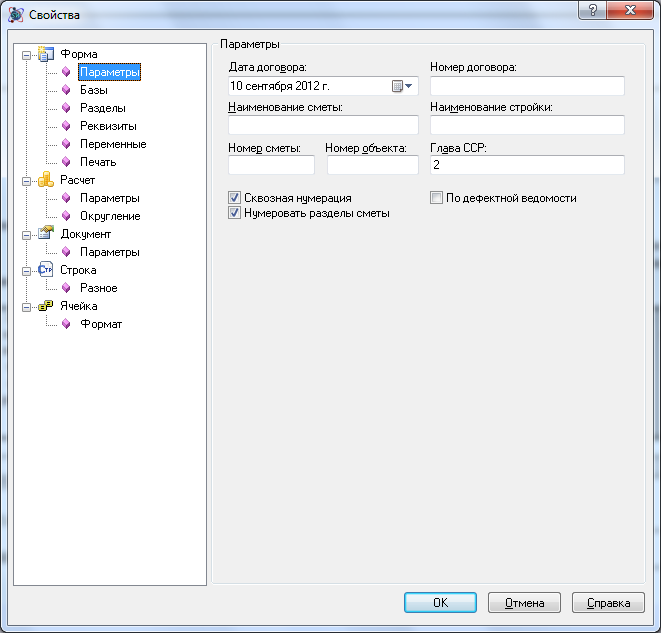 Свойства
Форма
Параметры
Базы
Разделы
Реквизиты
Переменные
Печать
Расчет
Параметры
Округление
Документ
Параметры
Стр
Строка
Разное
Ячейка
Формат
Параметры
Дата договора: Номер договора:
10 сентября 2012 г.
Наименование сметы: Наименование стройки:
Номер сметы: Номер объекта: Глава ССР:
2
Сквозная нумерация По дефектной ведомости
Нумеровать разделы сметы
OK Отмена Справка